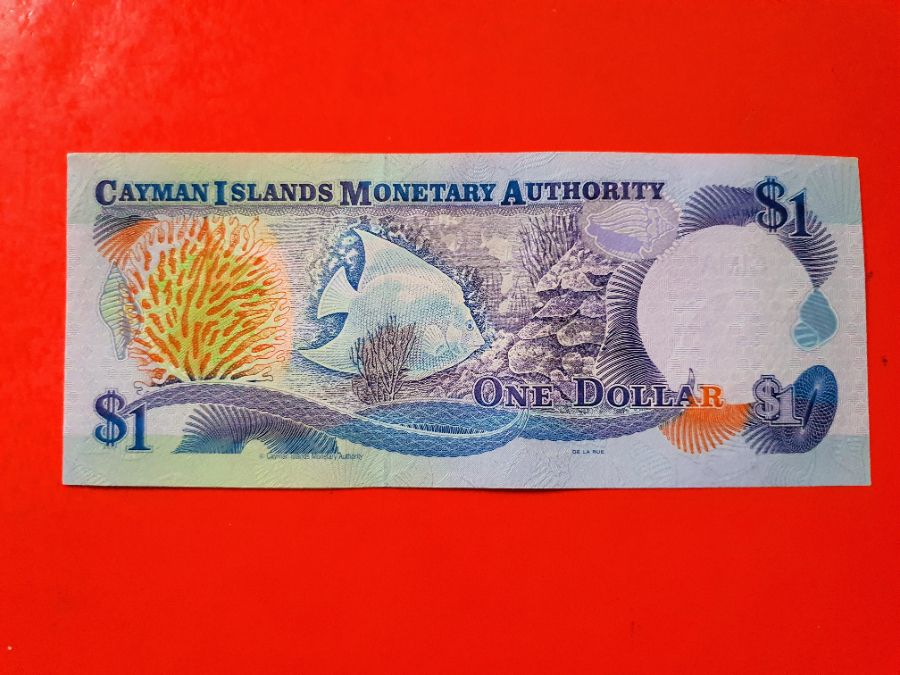 CAYMAN ISLANDS MONETARY AUTHORITY
$1
ONE DOLLAR
$1
$1
© Cayman Islands Monetary Authority
DE LA RUE